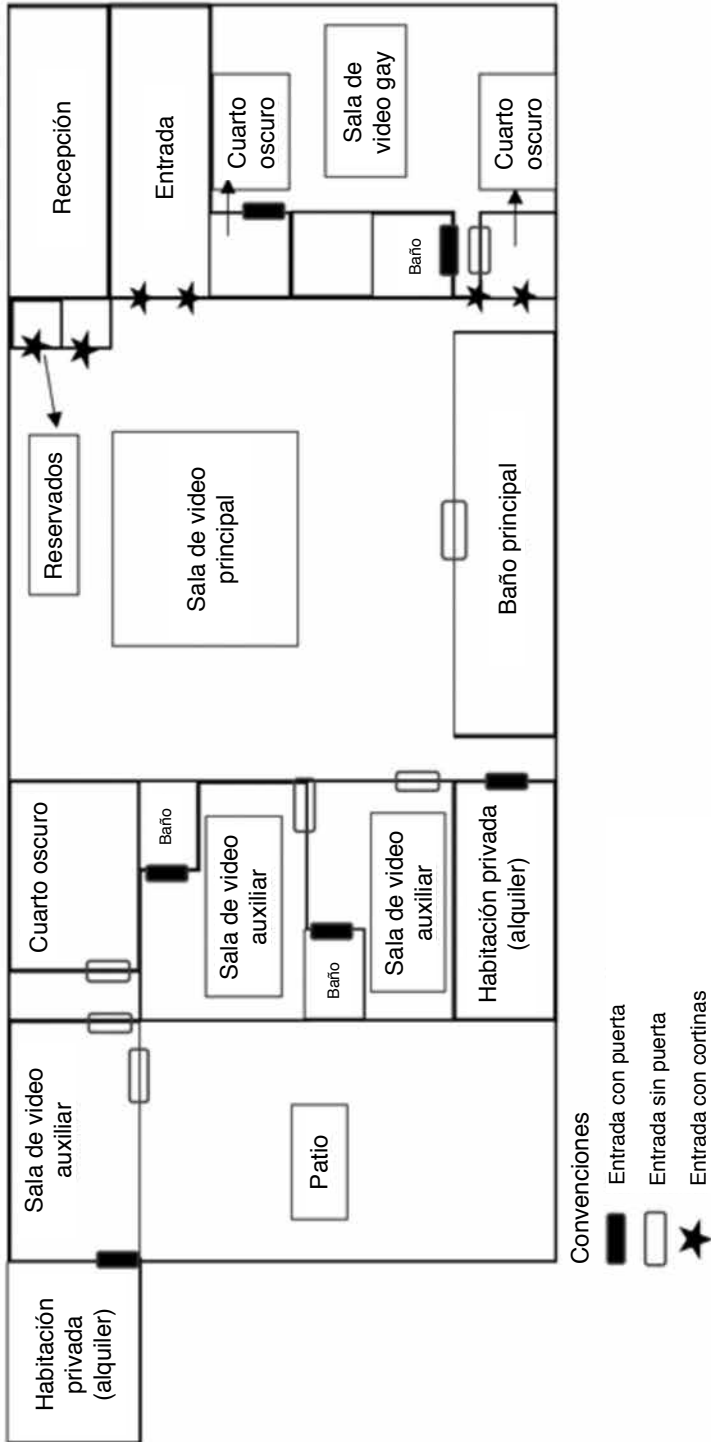 Habitación
privada
(alquiler)
Sala de video
auxiliar
Cuarto oscuro
Reservados
Recepción
Entrada
Baño
Sala de video
auxiliar
Sala de video
principal
Cuarto
oscuro
Sala de
video gay
Patio
Baño
Sala de video
auxiliar
Baño
Habitación privada
(alquiler)
Baño principal
Cuarto
oscuro
Convenciones
Entrada con puerta
Entrada sin puerta
Entrada con cortinas